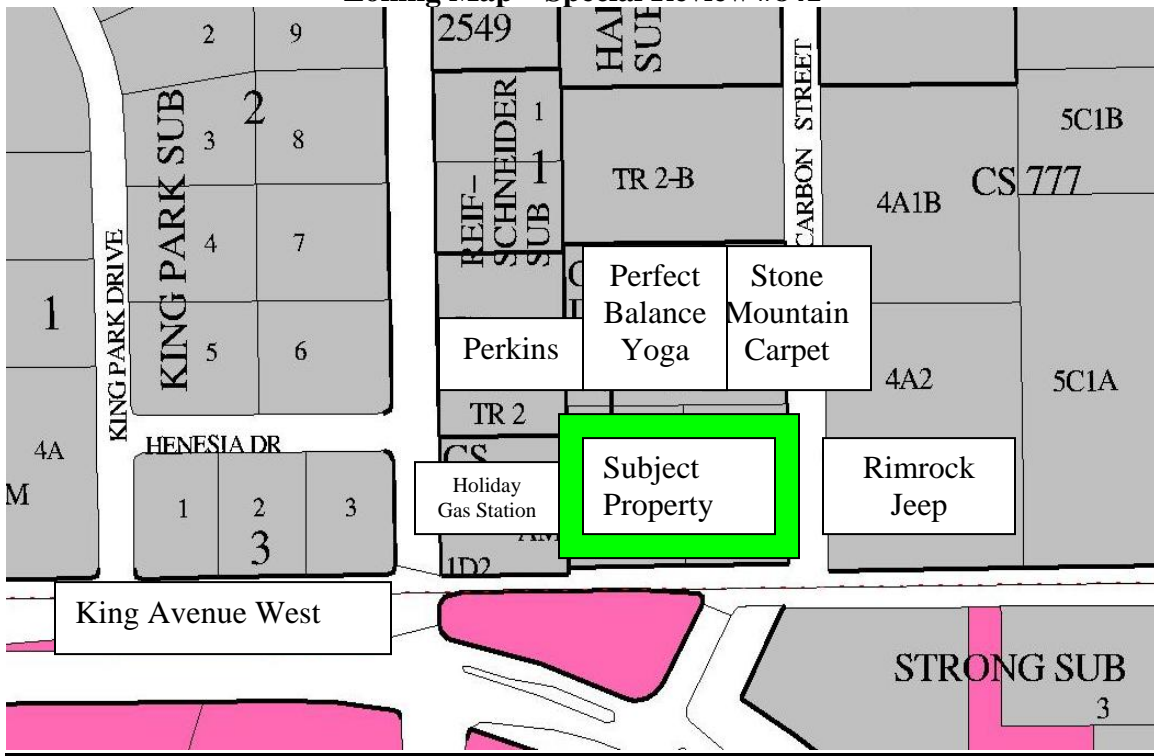 2
9
2549
SUB
2
KING PARK SUB
3
8
REIF-
SCHNEIDER
SUB
1
1
TR 2-B
CARBON STREET
5C1B
CS 777
4A1B
4
7
KING PARK DRIVE
1
5
6
Perkins
Perfect
Balance
Yoga
Stone
Mountain
Carpet
4A2
5C1A
TR 2
4A
M
HENESIA DR
1
2
3
3
CS
Holiday
Gas Station
AM
1D2
Subject
Property
Rimrock
Jeep
King Avenue West
STRONG SUB
3